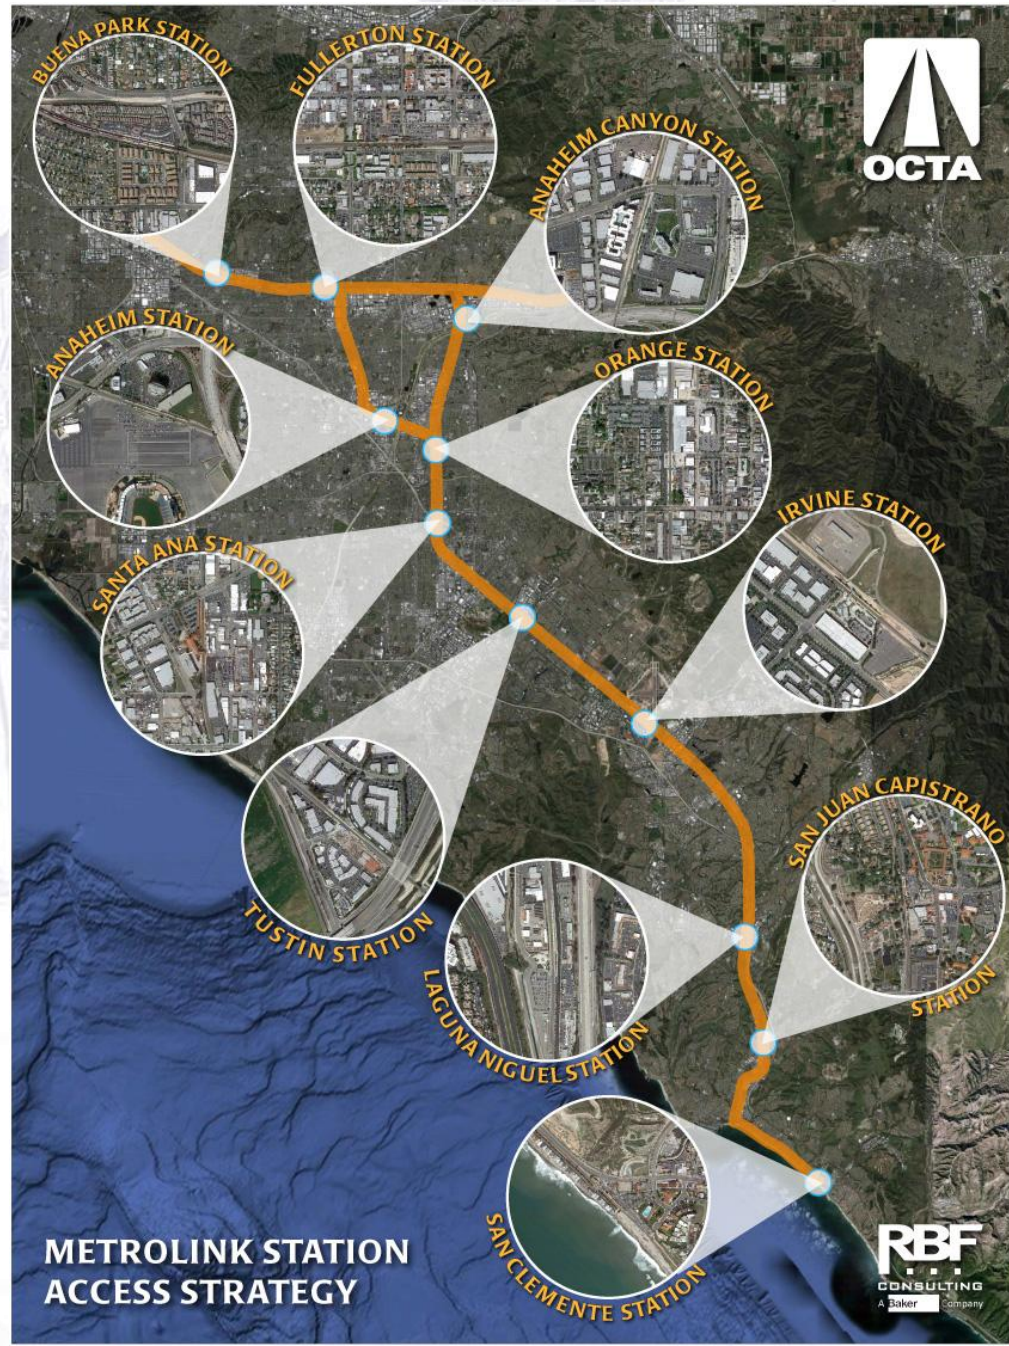 BUENA PARK STATION
FULLERTON STATION
ANAHEIM CANYON STATION
OCTA
ANAHEIM STATION
ORANGE STATION
IRVINE STATION
SANTA ANA STATION
SAN JUAN CAPISTRANO
STATION
TUSTIN STATION
LAGUNA NIGUEL STATION
SAN CLEMENTE STATION
METROLINK STATION
ACCESS STRATEGY
RBF
CONSULTING
A Baker Company